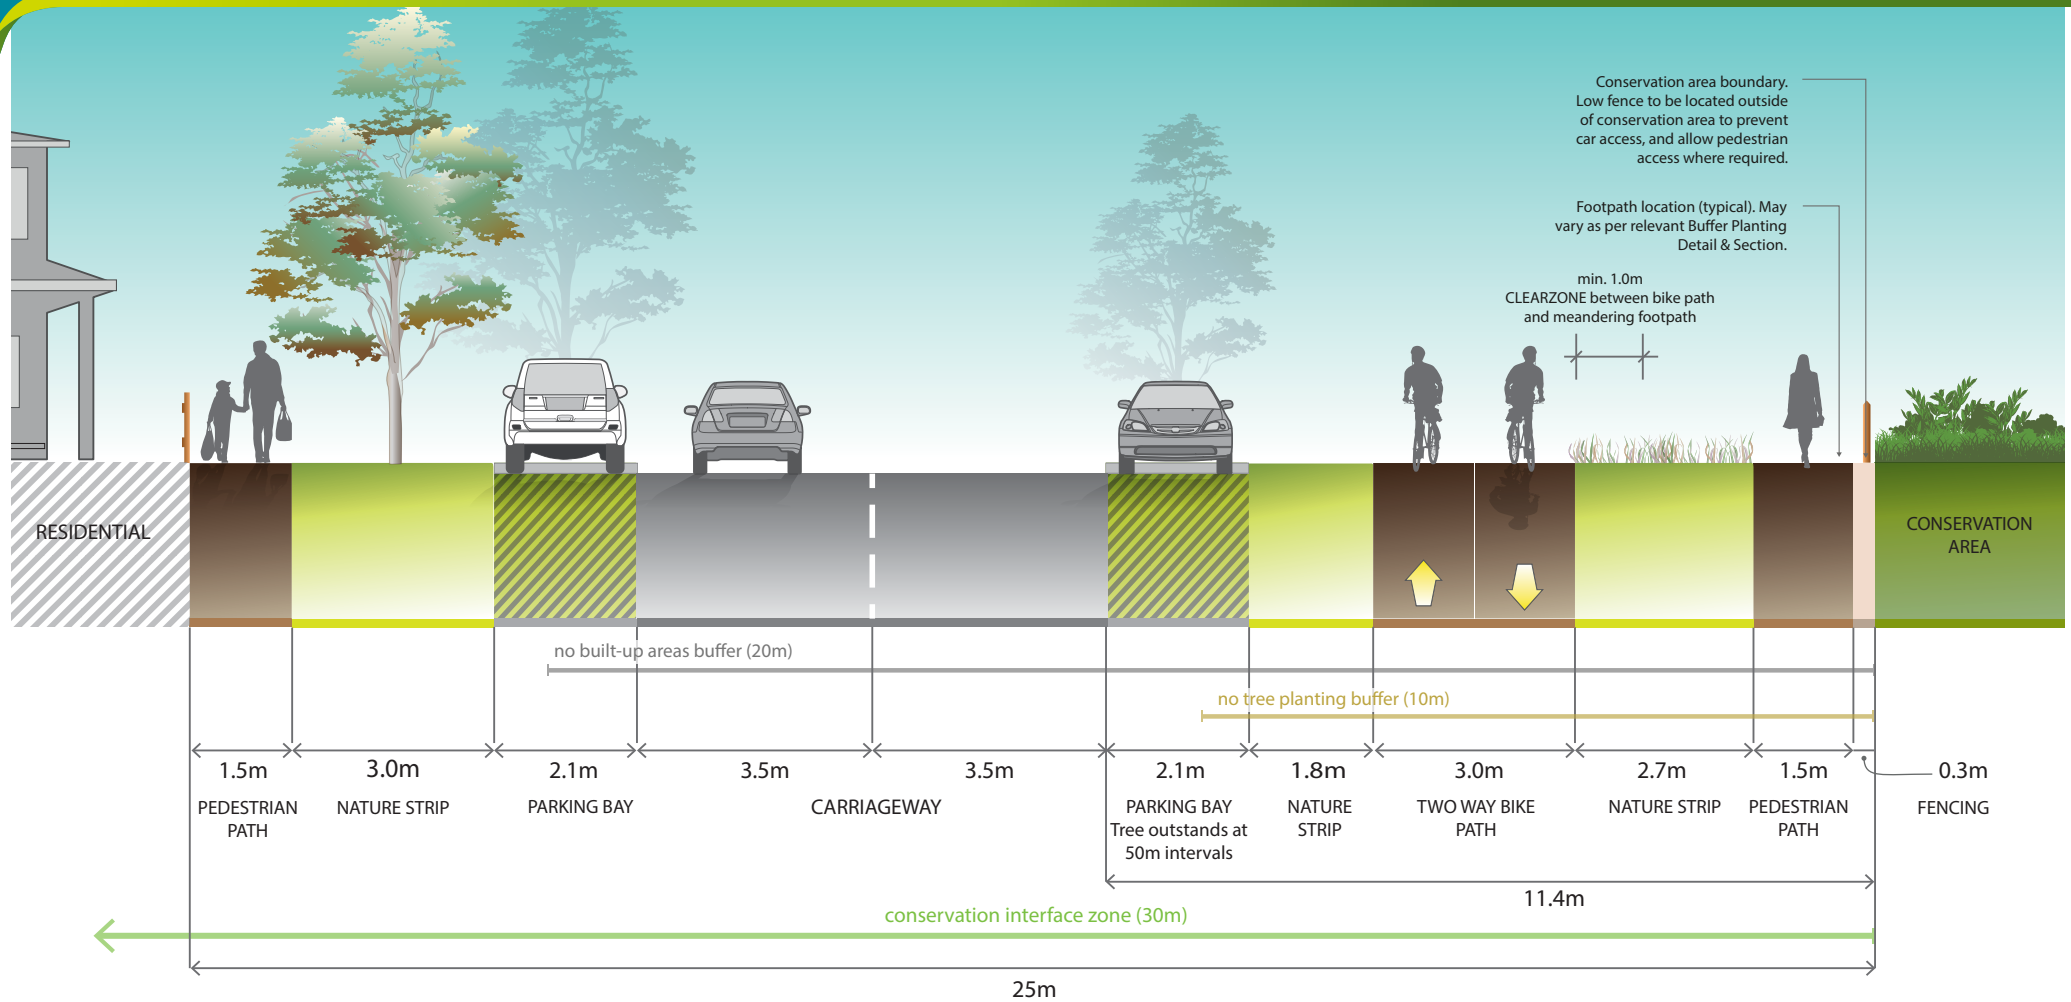 Conservation area boundary.
Low fence to be located outside
of conservation area to prevent
car access, and allow pedestrian
access where required.
Footpath location (typical). May
vary as per relevant Buffer Planting
Detail & Section.
min. 1.0m
CLEARZONE between bike path
and meandering footpath
RESIDENTIAL
CONSERVATION
AREA
no built-up areas buffer (20m)
no tree planting buffer (10m)
1.5m
PEDESTRIAN
PATH
3.0m
NATURE STRIP
2.1m
PARKING BAY
3.5m
3.5m
CARRIAGEWAY
2.1m
PARKING BAY
Tree outstands at
50m intervals
1.8m
NATURE
STRIP
3.0m
TWO WAY BIKE
PATH
2.7m
NATURE STRIP
1.5m
PEDESTRIAN
PATH
0.3m
FENCING
11.4m
conservation interface zone (30m)
25m